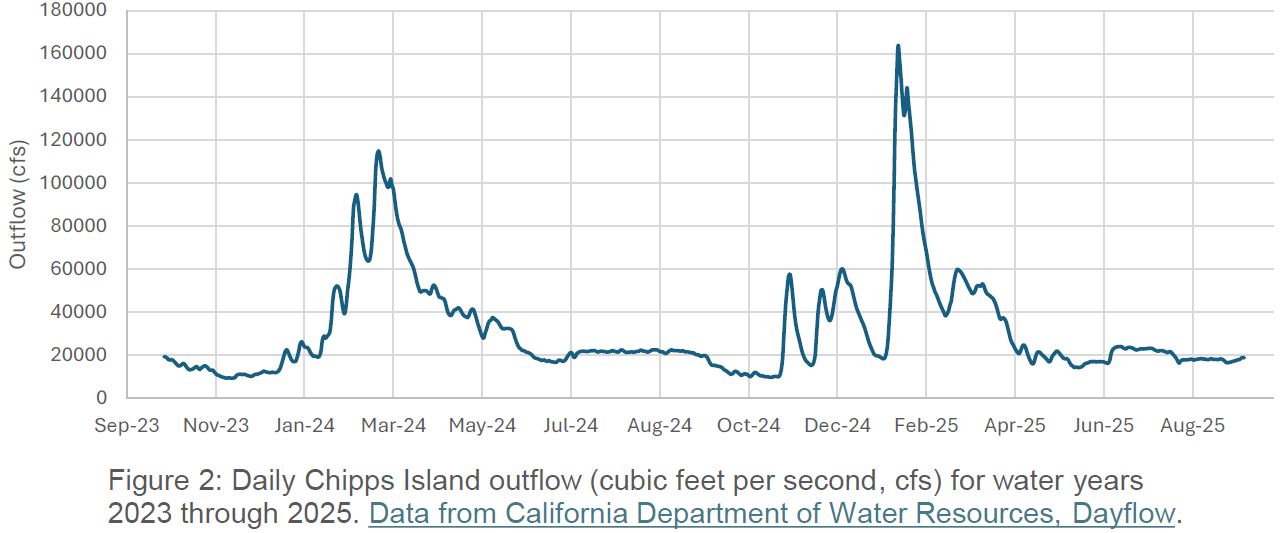 180000
160000
140000
120000
100000
80000
60000
40000
20000
0
Outflow (cfs)
Sep-23 Nov-23 Jan-24 Mar-24 May-24 Jul-24 Aug-24 Oct-24 Dec-24 Feb-25 Apr-25 Jun-25 Aug-25
Figure 2: Daily Chipps Island outflow (cubic feet per second, cfs) for water years
2023 through 2025. Data from California Department of Water Resources, Dayflow.